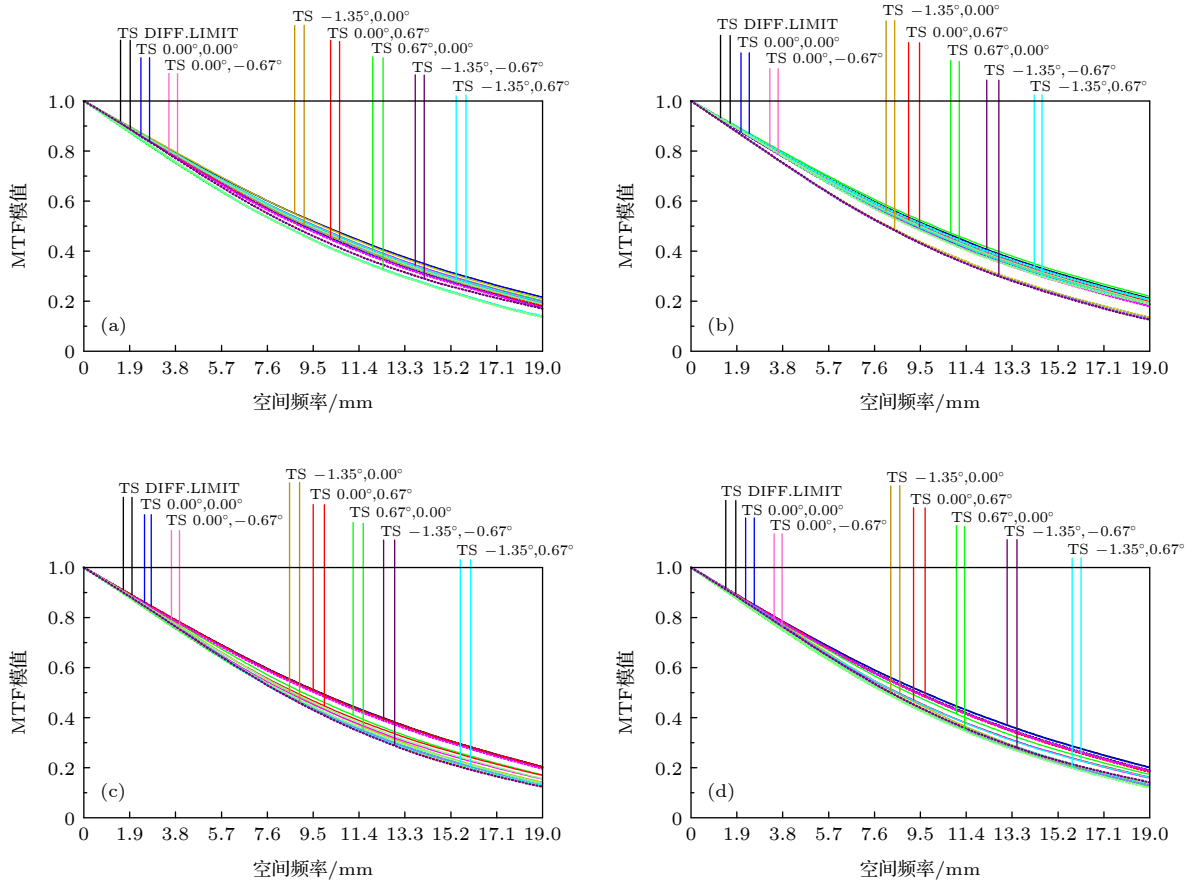 TS −1.35°,0.00°
TS DIFF.LIMIT
TS 0.00°,0.67°
TS 0.00°,0.00°
TS 0.67°,0.00°
TS 0.00°,−0.67°
TS −1.35°,−0.67°
TS −1.35°,0.67°
1.0
0.8
0.6
0.4
0.2
0
MTF模值
(a)
0 1.9 3.8 5.7 7.6 9.5 11.4 13.3 15.2 17.1 19.0
空间频率/mm
TS −1.35°,0.00°
TS DIFF.LIMIT
TS 0.00°,0.67°
TS 0.00°,0.00°
TS 0.67°,0.00°
TS 0.00°,−0.67°
TS −1.35°,−0.67°
TS −1.35°,0.67°
1.0
0.8
0.6
0.4
0.2
0
MTF模值
(b)
0 1.9 3.8 5.7 7.6 9.5 11.4 13.3 15.2 17.1 19.0
空间频率/mm
TS −1.35°,0.00°
TS DIFF.LIMIT
TS 0.00°,0.67°
TS 0.00°,0.00°
TS 0.67°,0.00°
TS 0.00°,−0.67°
TS −1.35°,−0.67°
TS −1.35°,0.67°
1.0
0.8
0.6
0.4
0.2
0
MTF模值
(c)
0 1.9 3.8 5.7 7.6 9.5 11.4 13.3 15.2 17.1 19.0
空间频率/mm
TS −1.35°,0.00°
TS DIFF.LIMIT
TS 0.00°,0.67°
TS 0.00°,0.00°
TS 0.67°,0.00°
TS 0.00°,−0.67°
TS −1.35°,−0.67°
TS −1.35°,0.67°
1.0
0.8
0.6
0.4
0.2
0
MTF模值
(d)
0 1.9 3.8 5.7 7.6 9.5 11.4 13.3 15.2 17.1 19.0
空间频率/mm